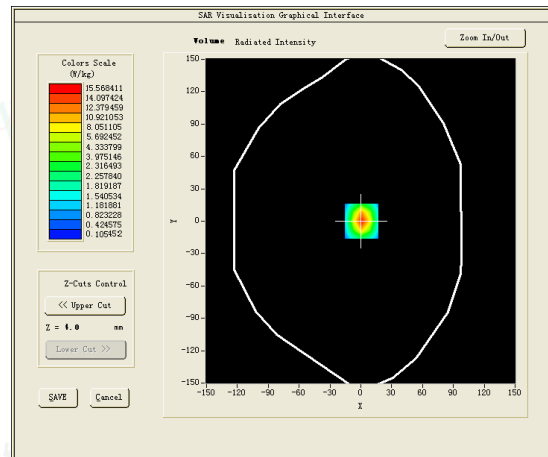 SAR Visualisation Graphical Interface
Volume Radiated Intensity
Zoom In/Out
Colors Scale
(W/kg)
15.568411
14.097424
12.379459
10.921053
8.051105
5.692452
4.333799
3.975146
2.316493
2.257840
1.819187
1.540534
1.181881
0.823228
0.424575
0.105452
Z-Cuts Control
<< Upper Cut
Z = 4.0 mm
Lower Cut >>
SAVE Cancel
150
120
90
60
30
0
-30
-60
-90
-120
-150
Y
-150 -120 -90 -60 -30 0 30 60 90 120 150
X